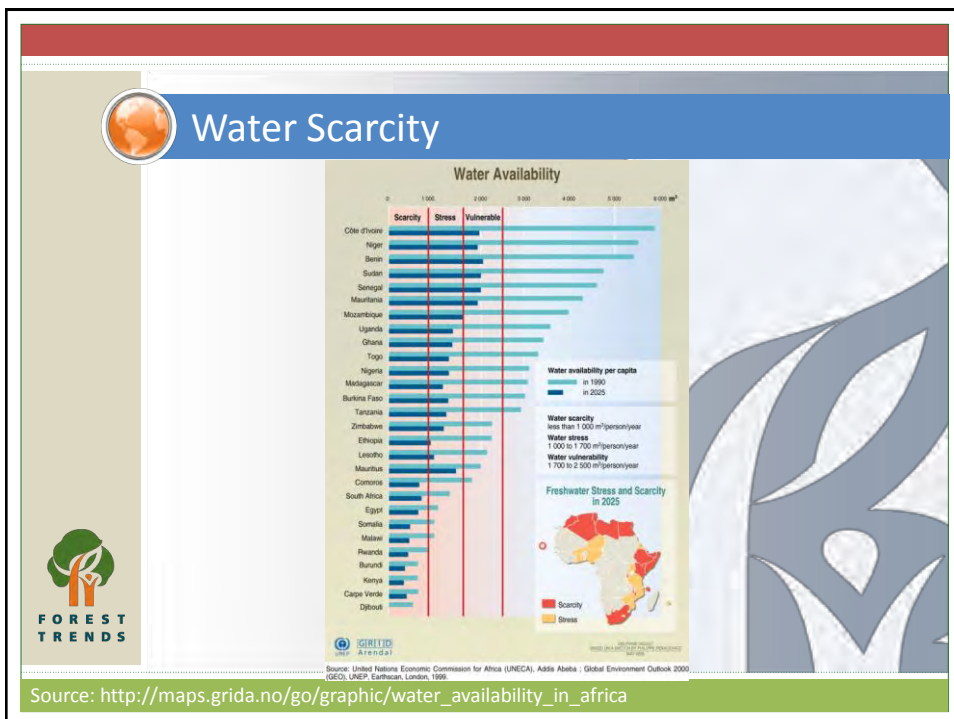 Water Scarcity
Water Availability
0 1 000 2 000 3 000 4 000 5 000 6 000 m³
Scarcity Stress Vulnerable
Côte d'Ivoire
Niger
Benin
Sudan
Senegal
Mauritania
Mozambique
Uganda
Ghana
Togo
Nigeria
Madagascar
Burkina Faso
Tanzania
Zimbabwe
Ethiopia
Lesotho
Mauritius
Comoros
South Africa
Egypt
Somalia
Malawi
Rwanda
Burundi
Kenya
Carpe Verde
Djibouti
Water availability per capita
in 1990
in 2025
Water scarcity
less than 1 000 m³/person/year
Water stress
1 000 to 1 700 m³/person/year
Water vulnerability
1 700 to 2 500 m³/person/year
Freshwater Stress and Scarcity
in 2025
Scarcity
Stress
FOREST
TRENDS
UNEP
GRID
Arendal
Source: United Nations Economic Commission for Africa (UNECA), Addis Abeba ; Global Environment Outlook 2000
(GEO), UNEP, Earthscan, London, 1999.
Source: http://maps.grida.no/go/graphic/water_availability_in_africa